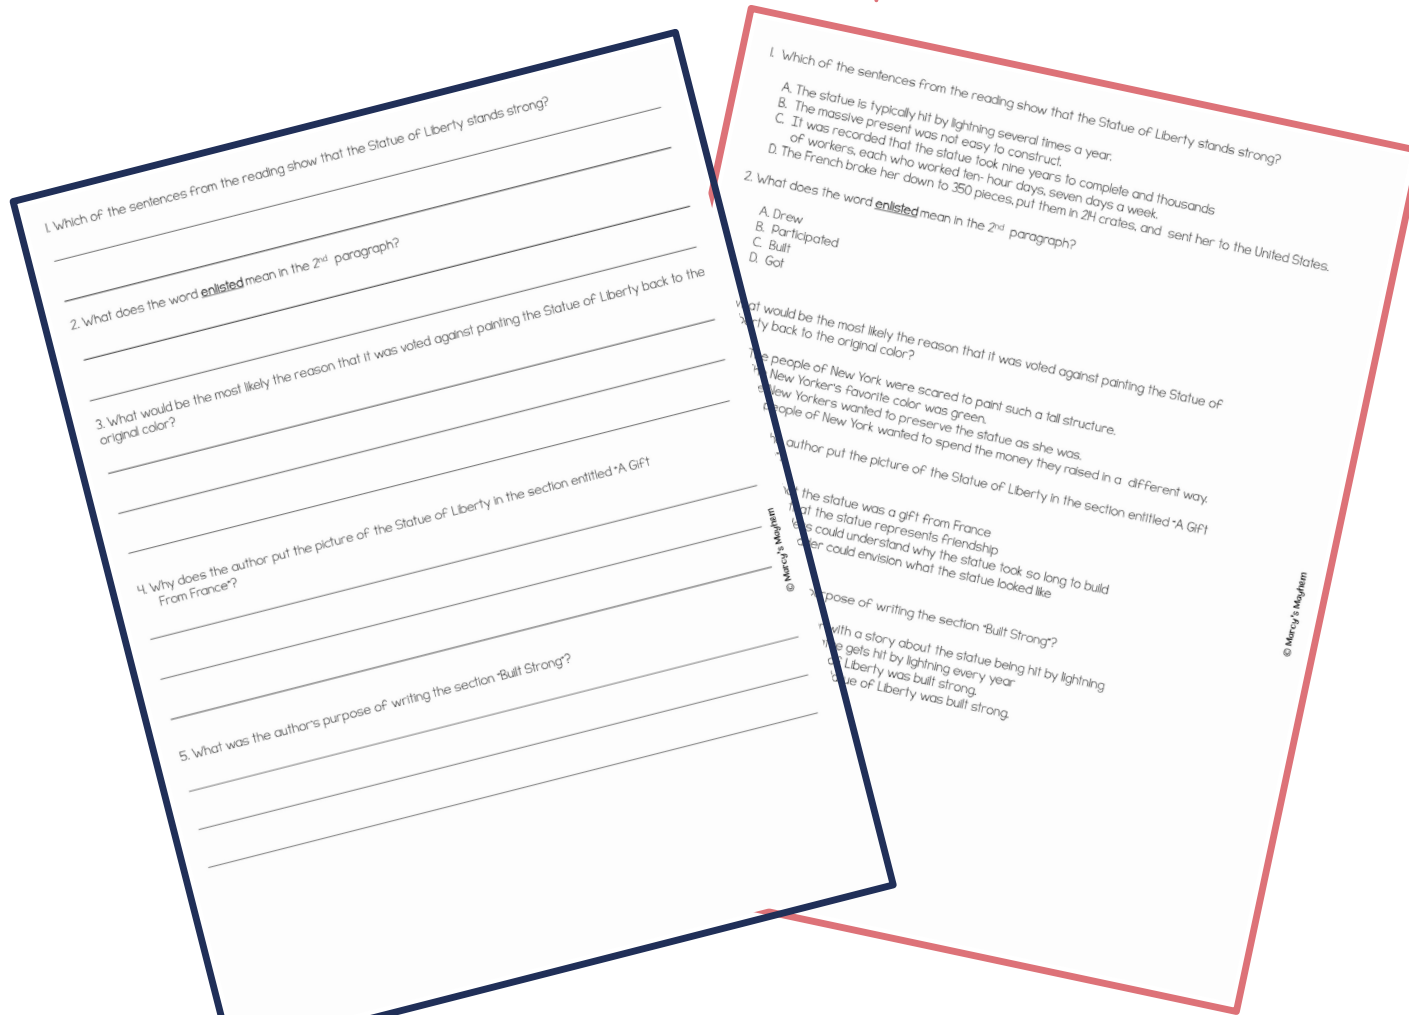 1. Which of the sentences from the reading show that the Statue of Liberty stands strong?
2. What does the word enlisted mean in the 2nd paragraph?
3. What would be the most likely the reason that it was voted against painting the Statue of Liberty back to the
original color?
4. Why does the author put the picture of the Statue of Liberty in the section entitled "A Gift
From France"?
5. What was the author's purpose of writing the section "Built Strong"?
© Marcy's Mayhem
1. Which of the sentences from the reading show that the Statue of Liberty stands strong?
A. The statue is typically hit by lightning several times a year.
B. The massive present was not easy to construct.
C. It was recorded that the statue took nine years to complete and thousands
of workers, each who worked ten- hour days, seven days a week.
D. The French broke her down to 350 pieces, put them in 214 crates, and sent her to the United States.
2. What does the word enlisted mean in the 2nd paragraph?
A. Drew
B. Participated
C. Built
D. Got
would be the most likely the reason that it was voted against painting the Statue of
back to the original color?
people of New York were scared to paint such a tall structure.
New Yorker's favorite color was green.
New Yorkers wanted to preserve the statue as she was.
people of New York wanted to spend the money they raised in a different way.
author put the picture of the Statue of Liberty in the section entitled "A Gift
the statue was a gift from France
that the statue represents friendship
could understand why the statue took so long to build
could envision what the statue looked like
of writing the section "Built Strong"?
with a story about the statue being hit by lightning
gets hit by lightning every year
of Liberty was built strong.
of Liberty was built strong.
© Marcy's Mayhem